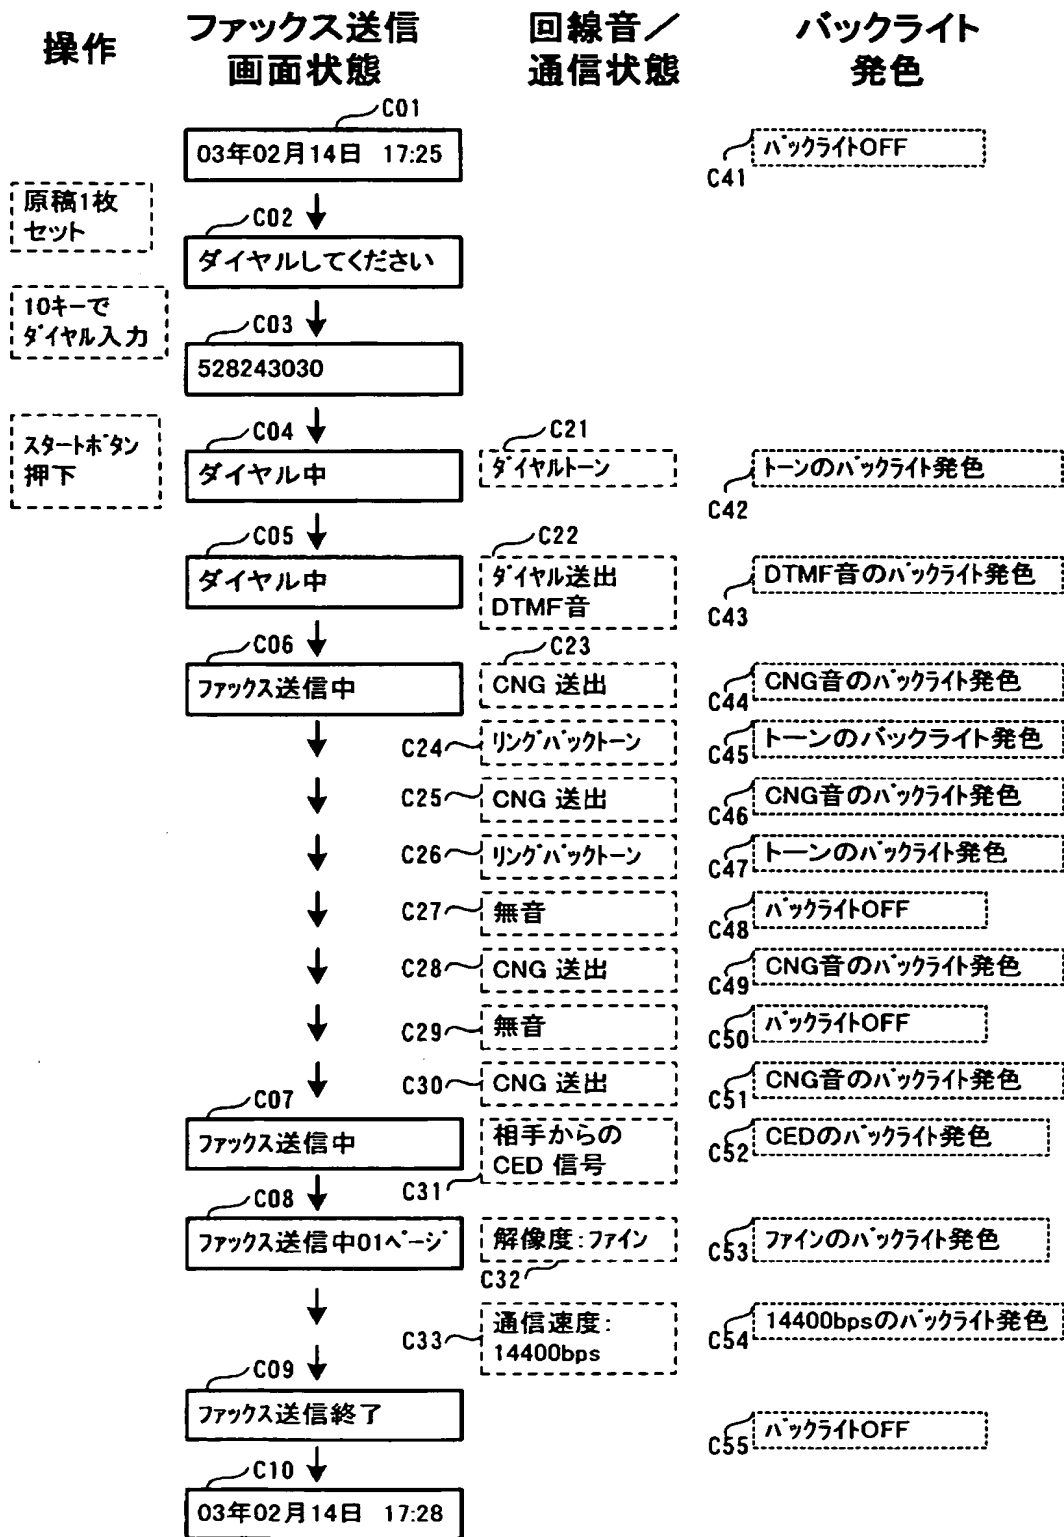 操作
ファックス送信
画面状態
回線音／
通信状態
バックライト
発色
C01
03年02月14日 17:25
バックライトOFF
C41
原稿1枚
セット
C02
ダイヤルしてください
10キーで
ダイヤル入力
C03
528243030
スタートボタン
押下
C04
ダイヤル中
C21
ダイヤルトーン
トーンのバックライト発色
C42
C05
ダイヤル中
C22
ダイヤル送出
DTMF音
DTMF音のバックライト発色
C43
C06
ファックス送信中
C23
CNG 送出
CNG音のバックライト発色
C44
C24
リングバックトーン
トーンのバックライト発色
C45
C25
CNG 送出
CNG音のバックライト発色
C46
C26
リングバックトーン
トーンのバックライト発色
C47
C27
無音
バックライトOFF
C48
C28
CNG 送出
CNG音のバックライト発色
C49
C29
無音
バックライトOFF
C50
C30
CNG 送出
CNG音のバックライト発色
C51
C07
ファックス送信中
相手からの
CED 信号
C31
CEDのバックライト発色
C52
C08
ファックス送信中01ページ
解像度:ファイン
C32
ファインのバックライト発色
C53
C33
通信速度:
14400bps
14400bpsのバックライト発色
C54
C09
ファックス送信終了
バックライトOFF
C55
C10
03年02月14日 17:28